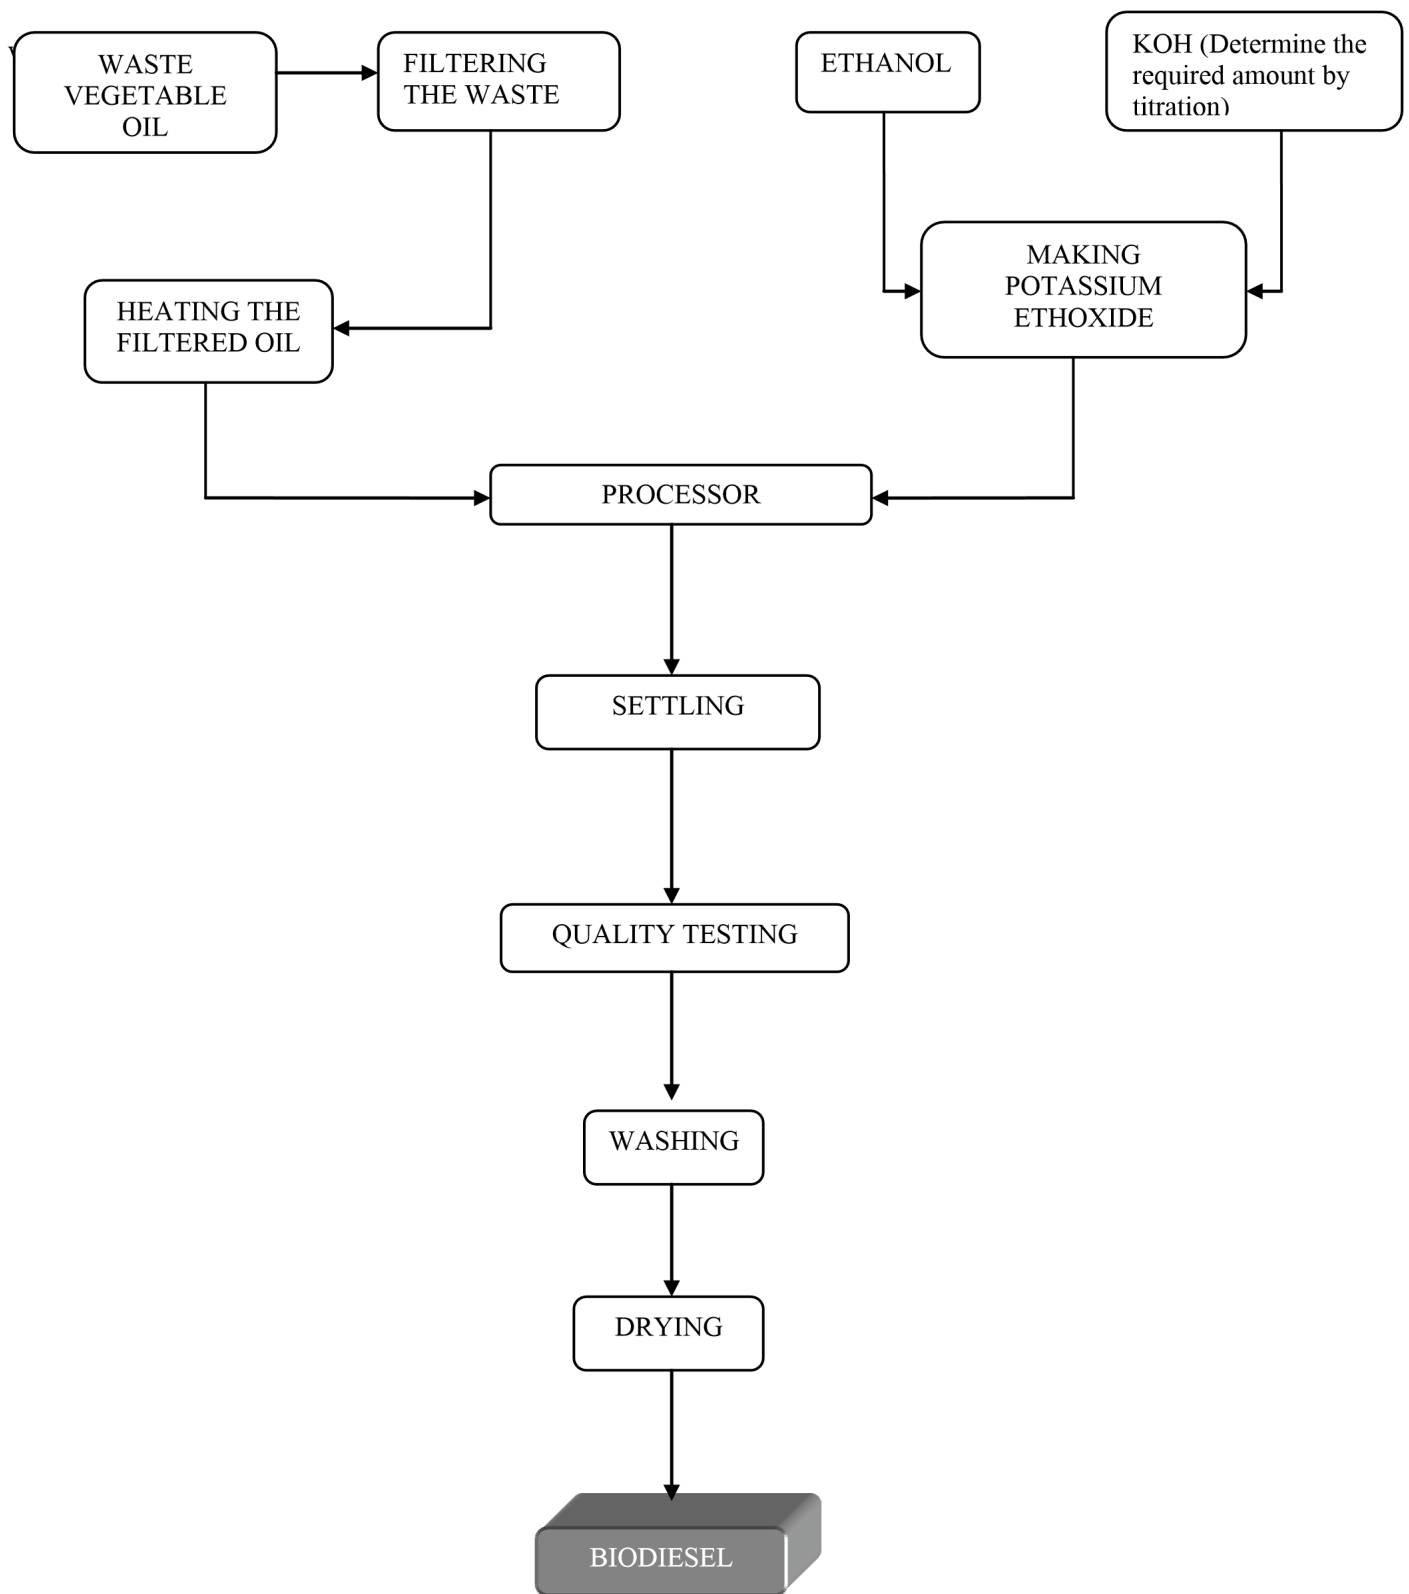 WASTE
VEGETABLE
OIL
FILTERING
THE WASTE
ETHANOL
KOH (Determine the
required amount by
titration)
MAKING
POTASSIUM
ETHOXIDE
HEATING THE
FILTERED OIL
PROCESSOR
SETTLING
QUALITY TESTING
WASHING
DRYING
BIODIESEL